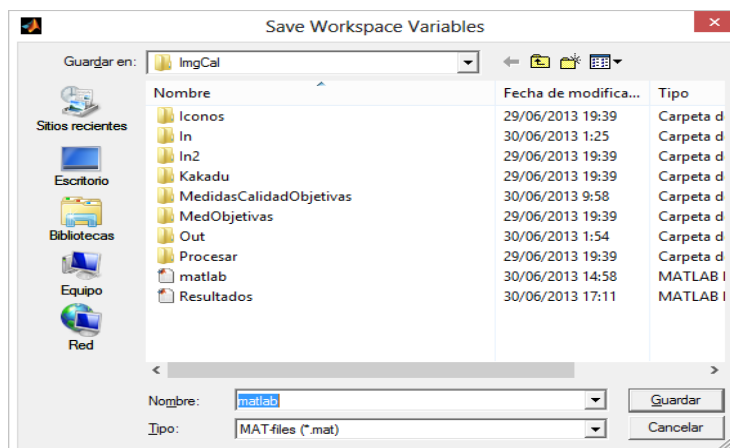 Save Workspace Variables
Guardar en: ImgCal
Nombre Fecha de modifica... Tipo
Iconos 29/06/2013 19:39 Carpeta d
In 30/06/2013 1:25 Carpeta d
In2 29/06/2013 19:39 Carpeta d
Kakadu 29/06/2013 19:39 Carpeta d
MedidasCalidadObjetivas 30/06/2013 9:58 Carpeta d
MedObjetivas 29/06/2013 19:39 Carpeta d
Out 30/06/2013 1:54 Carpeta d
Procesar 29/06/2013 19:39 Carpeta d
matlab 30/06/2013 14:58 MATLAB
Resultados 30/06/2013 17:11 MATLAB
Sitios recientes
Escritorio
Bibliotecas
Equipo
Red
Nombre: matlab Guardar
Tipo: MAT-files (*.mat) Cancelar